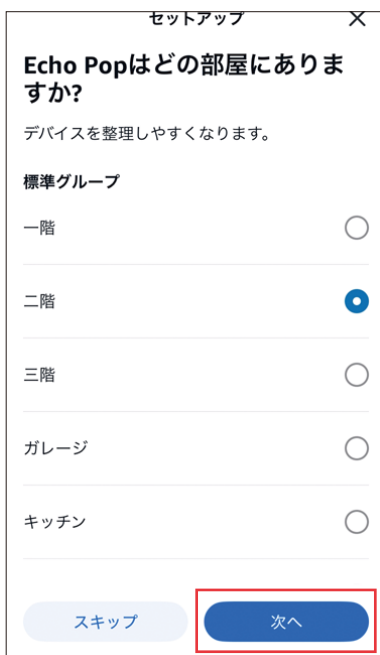 セットアップ
Echo Popはどの部屋にありま
すか?
デバイスを整理しやすくなります。
標準グループ
一階
二階
三階
ガレージ
キッチン
スキップ
次へ